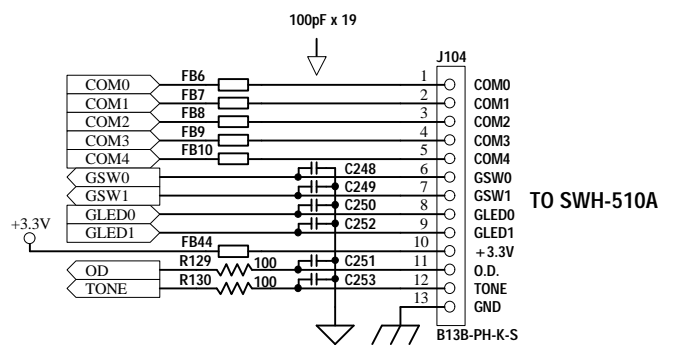 100pF x 19
J104
COM0 FB6 1 COM0
COM1 FB7 2 COM1
COM2 FB8 3 COM2
COM3 FB9 4 COM3
COM4 FB10 5 COM4
GSW0 C248 6 GSW0
GSW1 C249 7 GSW1
TO SWH-510A
GLED0 C250 8 GLED0
GLED1 C252 9 GLED1
+3.3V FB44 10 +3.3V
OD R129 100 C251 11 O.D.
TONE R130 100 C253 12 TONE
13 GND
B13B-PH-K-S